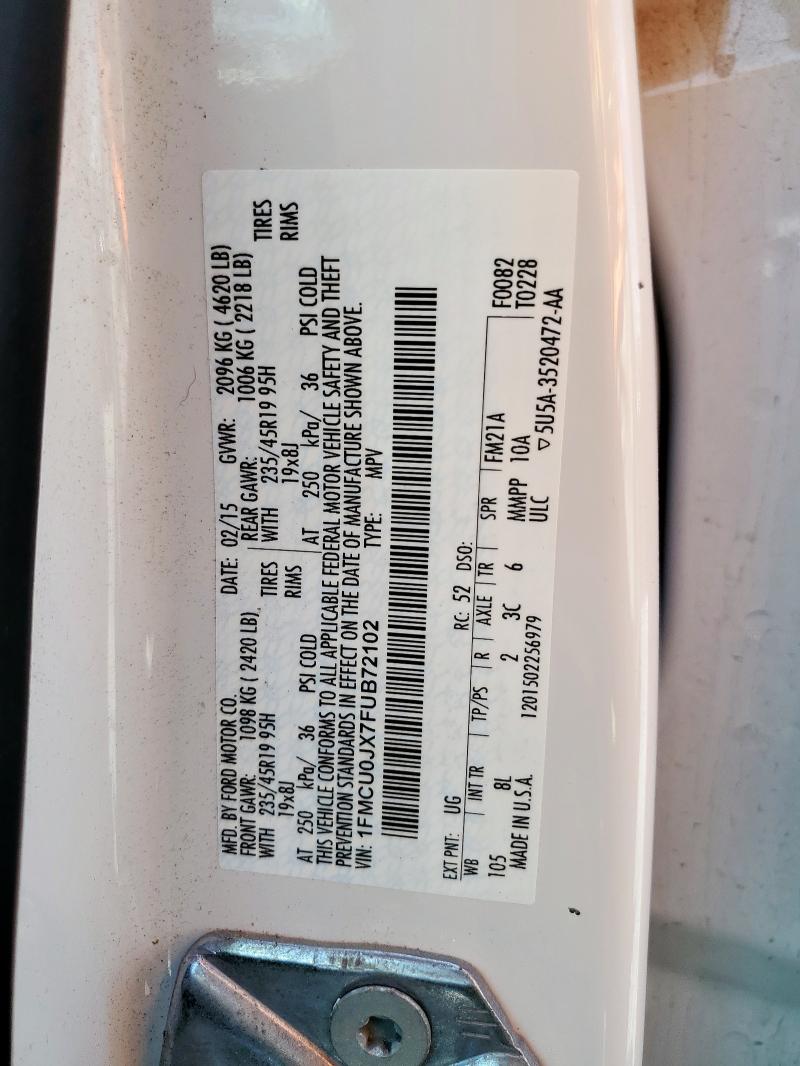 MFD. BY FORD MOTOR CO. DATE: 02/15 GVWR: 2096 KG ( 4620 LB)
FRONT GAWR: 1098 KG ( 2420 LB) REAR GAWR: 1006 KG ( 2218 LB)
WITH 235/45R19 95H TIRES WITH 235/45R19 95H TIRES
19x8J RIMS 19x8J RIMS
AT 250 kPa/ 36 PSI COLD AT 250 kPa/ 36 PSI COLD
THIS VEHICLE CONFORMS TO ALL APPLICABLE FEDERAL MOTOR VEHICLE SAFETY AND THEFT
PREVENTION STANDARDS IN EFFECT ON THE DATE OF MANUFACTURE SHOWN ABOVE.
VIN: 1FMCU0JX7FUB72102 TYPE: MPV
EXT PNT: UG RC: 52 DSO: F0082
WB INT TR TP/PS R AXLE TR SPR FM21A T0228
105 8L 2 3C 6 MMPP 10A
MADE IN U.S.A. 1201502256979 ULC ▽5U5A-3520472-AA